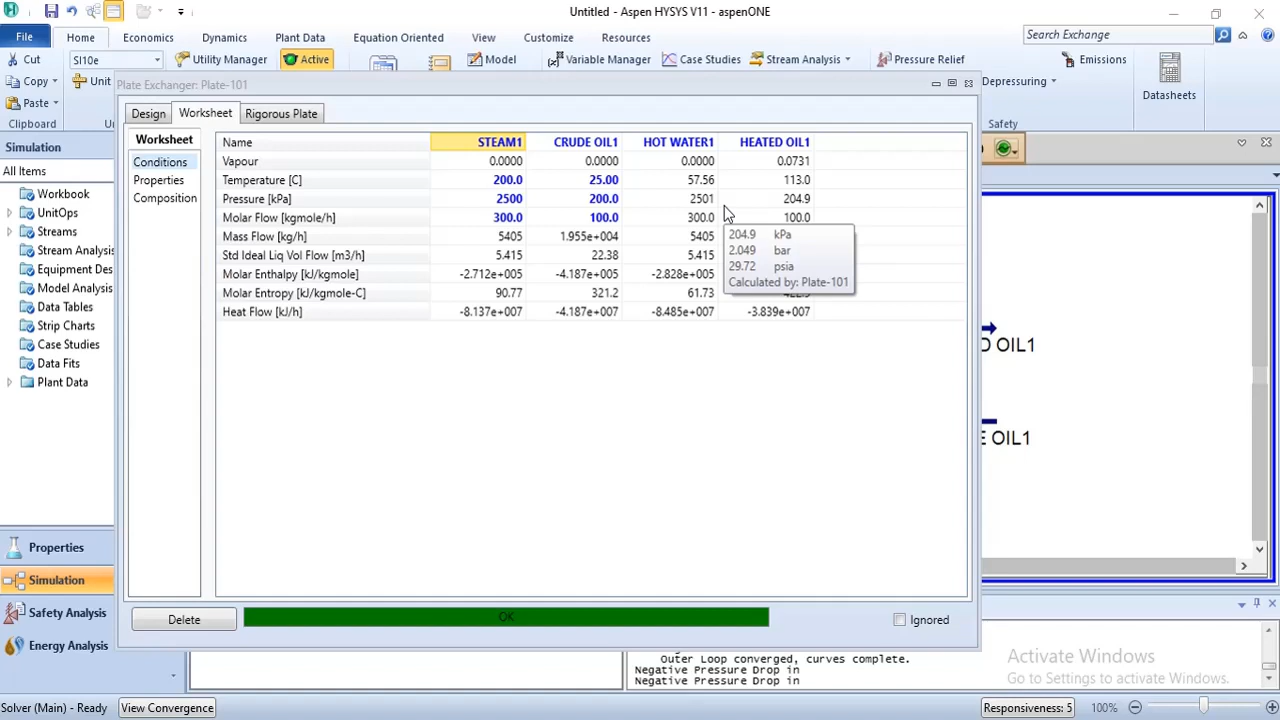 Untitled - Aspen HYSYS V11 - aspenONE
File Home Economics Dynamics Plant Data Equation Oriented View Customize Resources
Search Exchange
Cut SI10e Utility Manager Active Model Variable Manager Case Studies Stream Analysis Pressure Relief Emissions
Copy Unit
Depressuring
Datasheets
Paste
Clipboard Safety
Plate Exchanger: Plate-101
Design Worksheet Rigorous Plate
Simulation
All Items
Workbook
UnitOps
Streams
Stream Analysis
Equipment Des
Model Analysis
Data Tables
Strip Charts
Case Studies
Data Fits
Plant Data
Properties
Simulation
Safety Analysis
Energy Analysis
Worksheet
Conditions
Properties
Composition
Name STEAM1 CRUDE OIL1 HOT WATER1 HEATED OIL1
Vapour 0.0000 0.0000 0.0000 0.0731
Temperature [C] 200.0 25.00 57.56 113.0
Pressure [kPa] 2500 200.0 2501 204.9
Molar Flow [kgmole/h] 300.0 100.0 300.0 100.0
Mass Flow [kg/h] 5405 1.955e+004 5405
Std Ideal Liq Vol Flow [m3/h] 5.415 22.38 5.415
Molar Enthalpy [kJ/kgmole] -2.712e+005 -4.187e+005 -2.828e+005
Molar Entropy [kJ/kgmole-C] 90.77 321.2 61.73
Heat Flow [kJ/h] -8.137e+007 -4.187e+007 -8.485e+007 -3.839e+007
204.9 kPa
2.049 bar
29.72 psia
Calculated by: Plate-101
D OIL1
E OIL1
Delete
OK
Ignored
Outer Loop converged, curves complete.
Negative Pressure Drop in
Negative Pressure Drop in
Activate Windows
Go to Settings to activate Windows.
Solver (Main) - Ready View Convergence Responsiveness: 5 100%